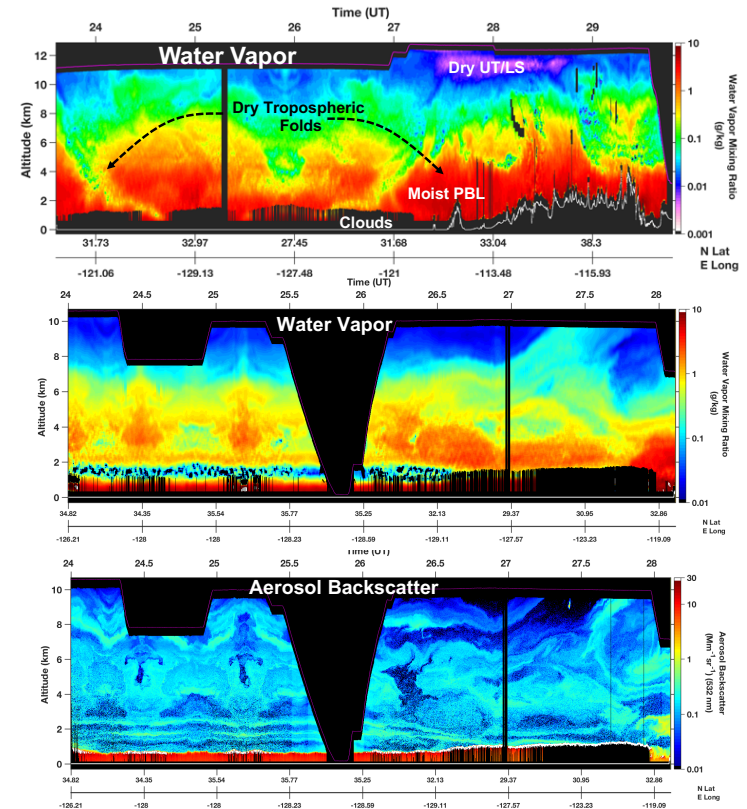 Time (UT)
24 25 26 27 28 29
Water Vapor
Dry UT/LS
Dry Tropospheric
Folds
Moist PBL
Clouds
Altitude (km)
12
10
8
6
4
2
0
10
1
0.1
0.01
0.001
Water Vapor Mixing Ratio
(g/kg)
31.73 32.97 27.45 31.68 33.04 38.3
N Lat
E Long
-121.06 -129.13 -127.48 -121 -113.48 -115.93
Time (UT)
24 24.5 25 25.5 26 26.5 27 27.5 28
Water Vapor
Altitude (km)
10
8
6
4
2
0
10
1
0.1
0.01
Water Vapor Mixing Ratio
(g/kg)
34.82 34.35 35.54 34.77 35.25 32.13 29.37 30.95 32.86
N Lat
E Long
-126.21 -128 -128 -128.23 -128.59 -129.11 -127.57 -123.23 -119.09
Time (UT)
24 24.5 25 25.5 26 26.5 27 27.5 28
Aerosol Backscatter
Altitude (km)
10
8
6
4
2
0
30
10
1
0.1
0.01
Aerosol Backscatter
(Mm⁻¹sr⁻¹) (532 nm)
34.82 34.35 35.54 34.77 35.25 32.13 29.37 30.95 32.86
N Lat
E Long
-126.21 -128 -128 -128.23 -128.59 -129.11 -127.57 -123.23 -119.09